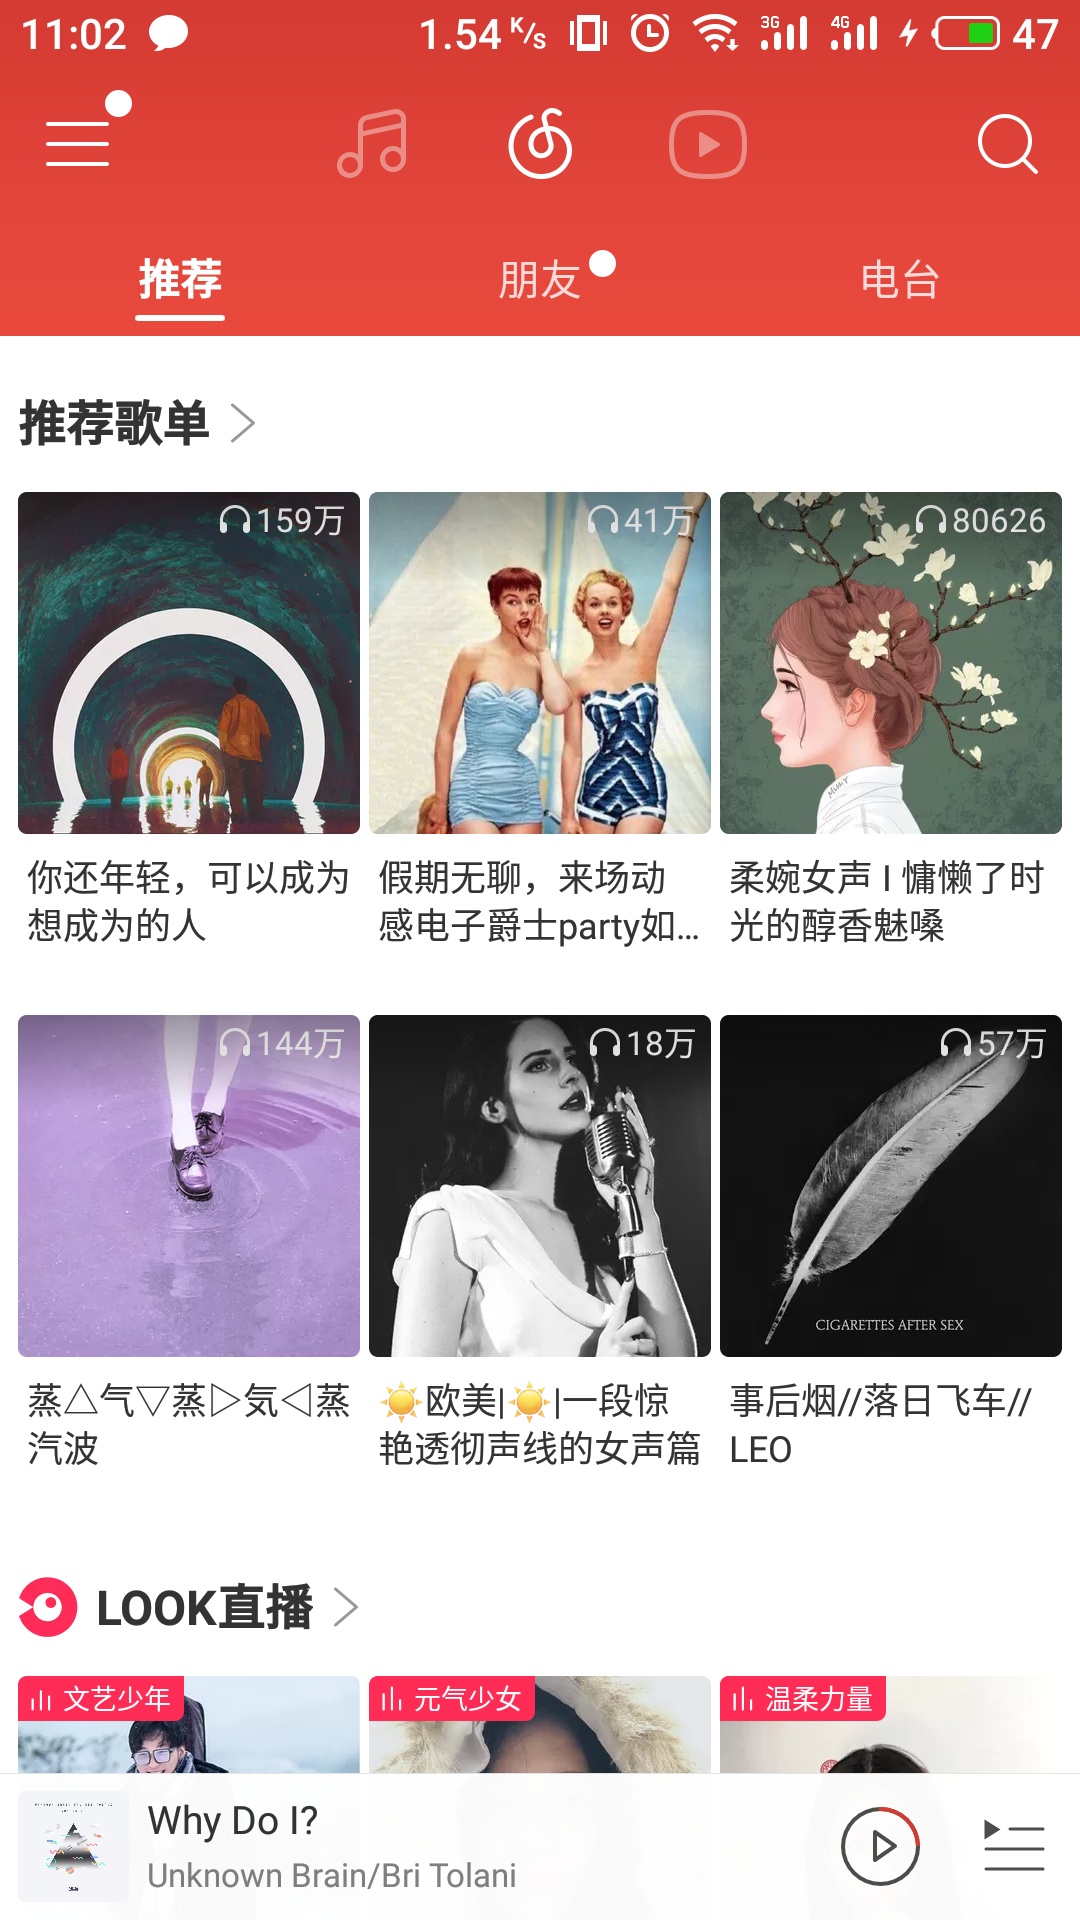 11:02 1.54 K/s 3G 4G 47
推荐 朋友 电台
推荐歌单
159万 41万 80626
你还年轻，可以成为
想成为的人
假期无聊，来场动
感电子爵士party如...
柔婉女声 I 慵懒了时
光的醇香魅嗓
144万 18万 57万
CIGARETTES AFTER SEX
蒸△气▽蒸▷気◁蒸
汽波
☀️欧美|☀️|一段惊
艳透彻声线的女声篇
事后烟//落日飞车//
LEO
LOOK直播
文艺少年 元气少女 温柔力量
Why Do I?
Unknown Brain/Bri Tolani